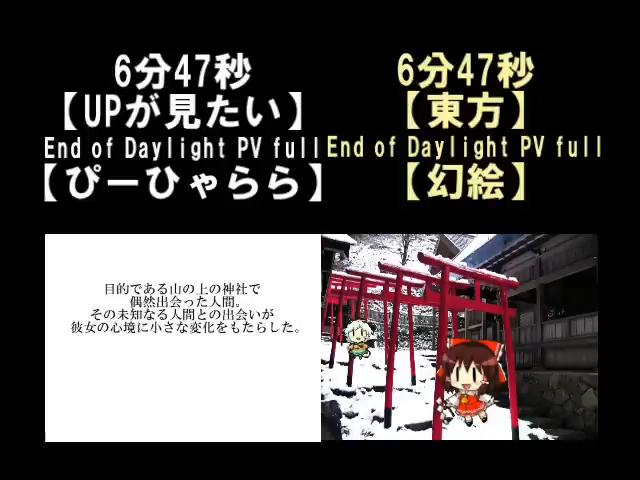 6分47秒
【UPが見たい】
End of Daylight PV full
【ぴーひゃらら】
6分47秒
【東方】
End of Daylight PV full
【幻絵】
目的である山の上の神社で
偶然出会った人間。
その未知なる人間との出会いが
彼女の心境に小さな変化をもたらした。